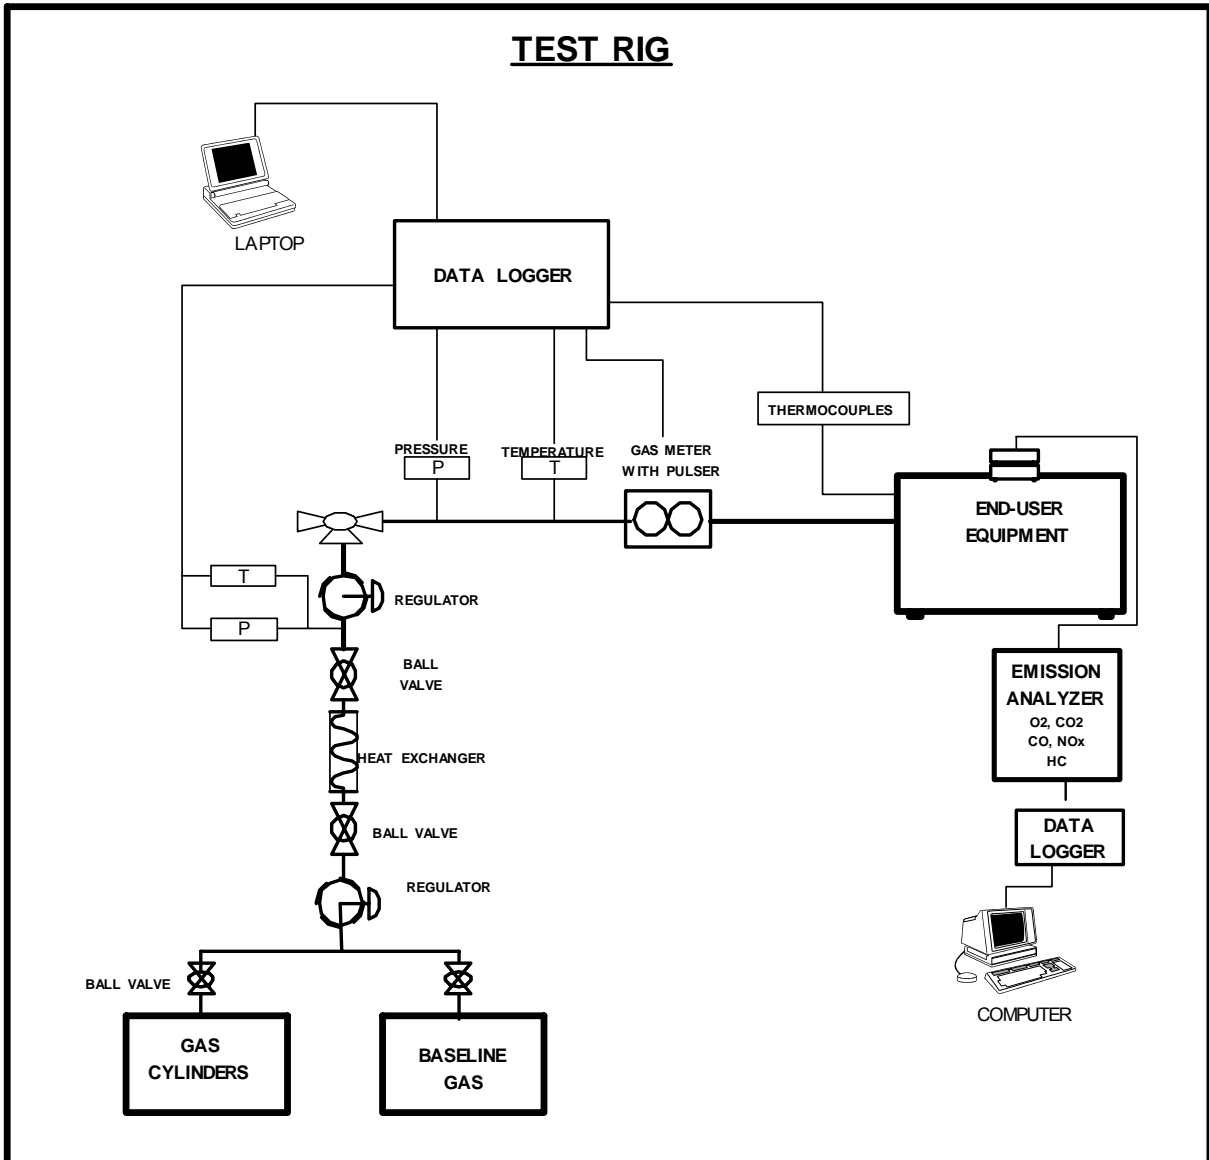 TEST RIG
LAPTOP
DATA LOGGER
THERMOCOUPLES
PRESSURE
P
TEMPERATURE
T
GAS METER
WITH PULSER
END-USER
EQUIPMENT
T
P
REGULATOR
BALL
VALVE
HEAT EXCHANGER
BALL VALVE
REGULATOR
EMISSION
ANALYZER
O2, CO2
CO, NOx
HC
DATA
LOGGER
COMPUTER
BALL VALVE
GAS
CYLINDERS
BASELINE
GAS